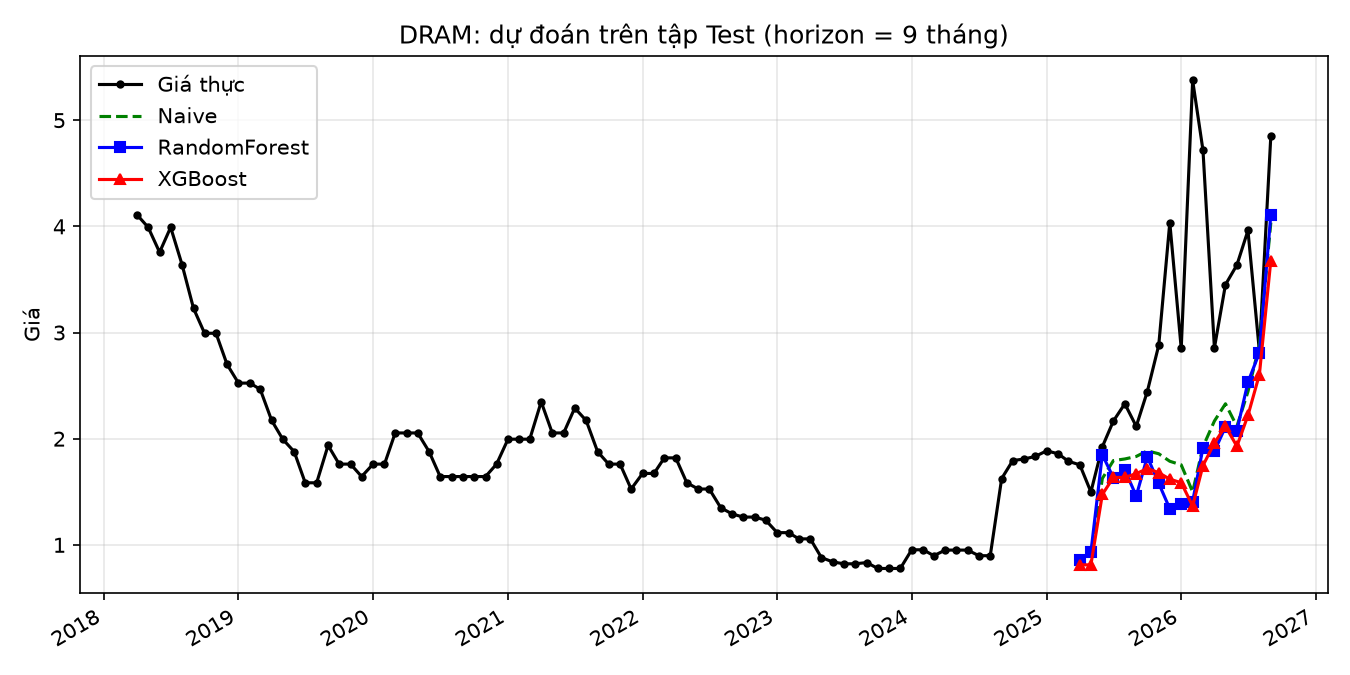 DRAM: dự đoán trên tập Test (horizon = 9 tháng)
Giá thực
Naive
RandomForest
XGBoost
Giá
5
4
3
2
1
2018
2019
2020
2021
2022
2023
2024
2025
2026
2027